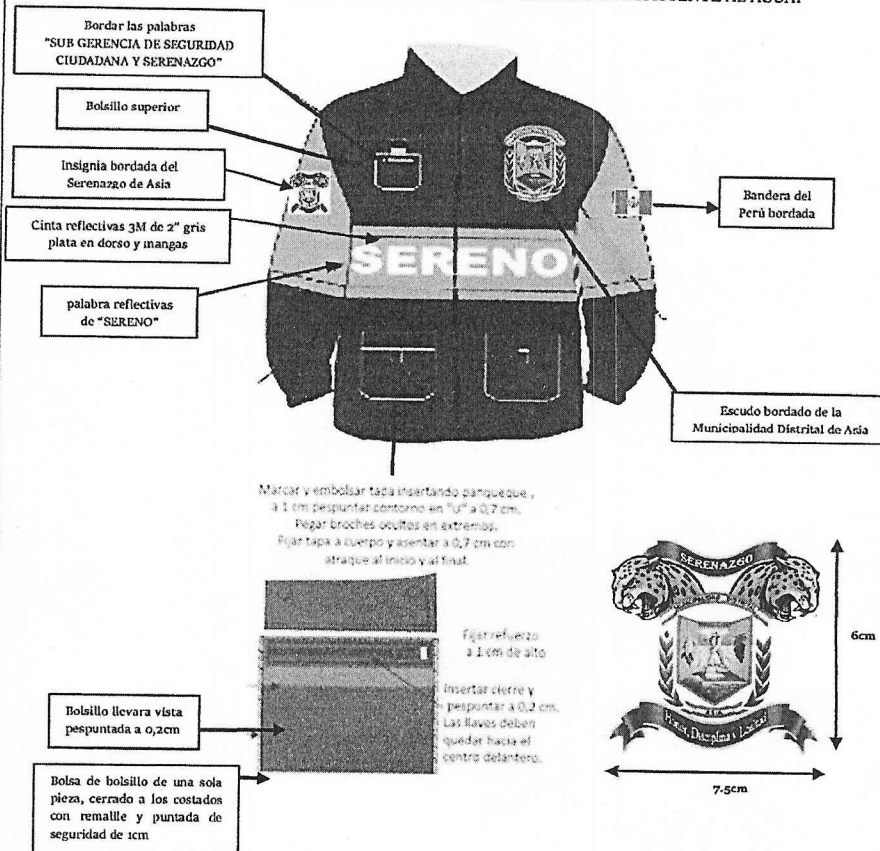 AL AGUA.
Bordar las palabras
"SUB GERENCIA DE SEGURIDAD
CIUDADANA Y SERENAZGO"
Bolsillo superior
Insignia bordada del
Serenazgo de Asia
Cinta reflectivas 3M de 2" gris
plata en dorso y mangas
palabra reflectivas
de "SERENO"
SERENO
Bandera del
Perú bordada
Escudo bordado de la
Municipalidad Distrital de Asia
Marcar y embolsar tapa insertando panqueque ,
a 1 cm pespuntar contorno en "U" a 0,7 cm.
Pegar broches ocultos en extremos.
Fijar tapa a cuerpo y asentar a 0,7 cm con
atraque al inicio y al final.
Fijar refuerzo
a 1 cm de alto
Insertar cierre y
pespuntar a 0,2 cm.
Las llaves deben
quedar hacia el
centro delantero.
Bolsillo llevara vista
pespuntada a 0,2cm
Bolsa de bolsillo de una sola
pieza, cerrado a los costados
con remalle y puntada de
seguridad de 1cm
SERENAZGO
Honor, Disciplina y Lealtad
6cm
7.5cm